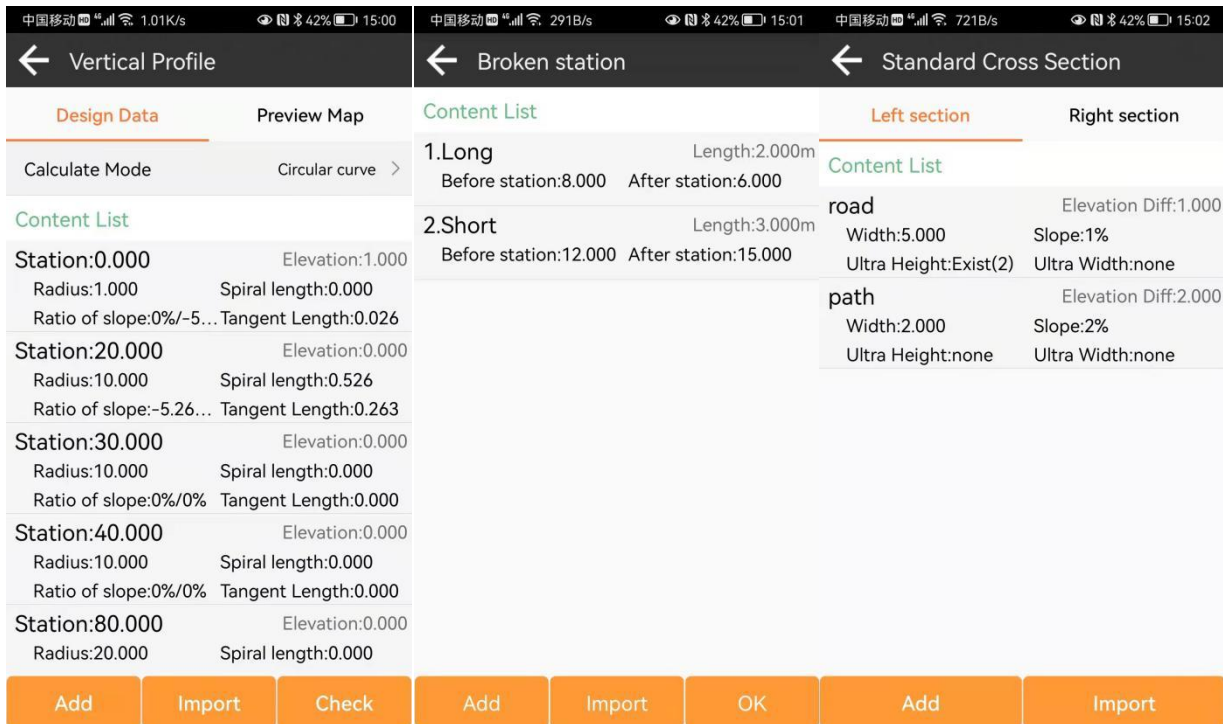 中国移动 HD 4G 1.01K/s 42% 15:00
Vertical Profile
Design Data Preview Map
Calculate Mode Circular curve >
Content List
Station:0.000 Elevation:1.000
Radius:1.000 Spiral length:0.000
Ratio of slope:0%/-5... Tangent Length:0.026
Station:20.000 Elevation:0.000
Radius:10.000 Spiral length:0.526
Ratio of slope:-5.26... Tangent Length:0.263
Station:30.000 Elevation:0.000
Radius:10.000 Spiral length:0.000
Ratio of slope:0%/0% Tangent Length:0.000
Station:40.000 Elevation:0.000
Radius:10.000 Spiral length:0.000
Ratio of slope:0%/0% Tangent Length:0.000
Station:80.000 Elevation:0.000
Radius:20.000 Spiral length:0.000
Add Import Check
中国移动 HD 4G 291B/s 42% 15:01
Broken station
Content List
1.Long Length:2.000m
Before station:8.000 After station:6.000
2.Short Length:3.000m
Before station:12.000 After station:15.000
Add Import OK
中国移动 HD 4G 721B/s 42% 15:02
Standard Cross Section
Left section Right section
Content List
road Elevation Diff:1.000
Width:5.000 Slope:1%
Ultra Height:Exist(2) Ultra Width:none
path Elevation Diff:2.000
Width:2.000 Slope:2%
Ultra Height:none Ultra Width:none
Add Import